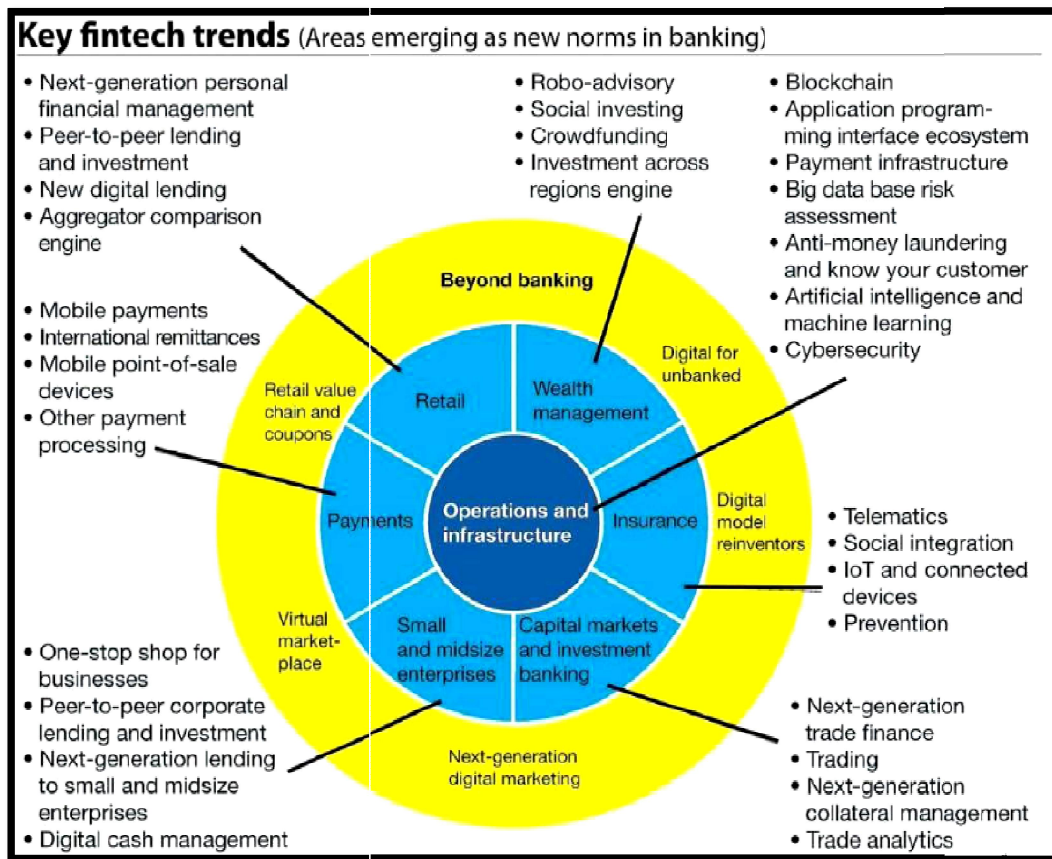 Key fintech trends (Areas emerging as new norms in banking)
• Next-generation personal
financial management
• Peer-to-peer lending
and investment
• New digital lending
• Aggregator comparison
engine
• Robo-advisory
• Social investing
• Crowdfunding
• Investment across
regions engine
• Blockchain
• Application program-
ming interface ecosystem
• Payment infrastructure
• Big data base risk
assessment
• Anti-money laundering
and know your customer
• Artificial intelligence and
machine learning
• Cybersecurity
• Mobile payments
• International remittances
• Mobile point-of-sale
devices
• Other payment
processing
Beyond banking
Retail value
chain and
coupons
Retail
Wealth
management
Digital for
unbanked
Payments
Operations and
infrastructure
Insurance
Digital
model
reinventors
• Telematics
• Social integration
• IoT and connected
devices
• Prevention
Virtual
market-
place
Small
and midsize
enterprises
Capital markets
and investment
banking
Next-generation
digital marketing
• One-stop shop for
businesses
• Peer-to-peer corporate
lending and investment
• Next-generation lending
to small and midsize
enterprises
• Digital cash management
• Next-generation
trade finance
• Trading
• Next-generation
collateral management
• Trade analytics